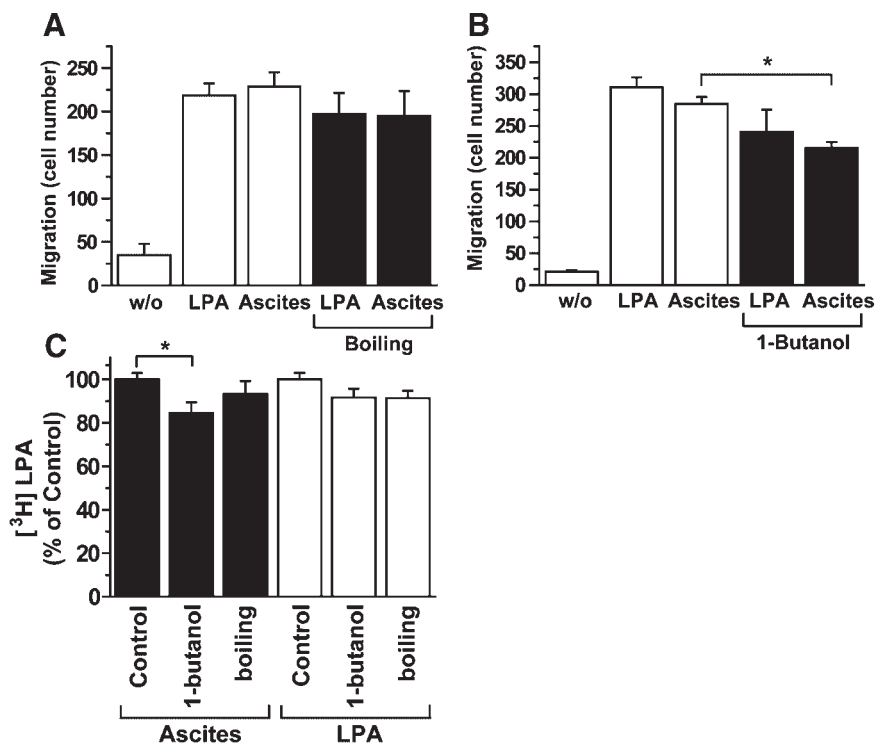 A
Migration (cell number)
250
200
150
100
50
0
w/o LPA Ascites LPA Ascites
Boiling
B
Migration (cell number)
350
300
250
200
150
100
50
0
*
w/o LPA Ascites LPA Ascites
1-Butanol
C
[³H] LPA
(% of Control)
100
80
60
40
20
0
*
Control
1-butanol
boiling
Control
1-butanol
boiling
Ascites LPA